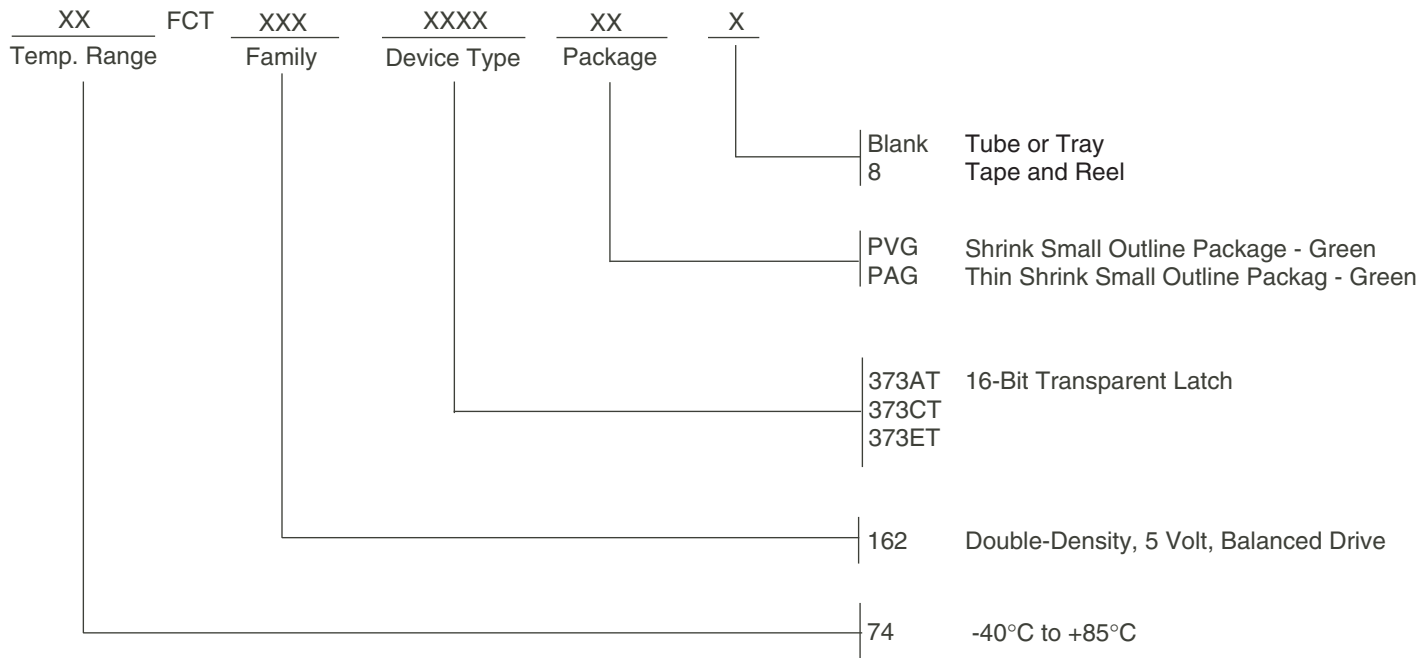 XX FCT XXX XXXX XX X
Temp. Range Family Device Type Package
Blank Tube or Tray
8 Tape and Reel
PVG Shrink Small Outline Package - Green
PAG Thin Shrink Small Outline Packag - Green
373AT 16-Bit Transparent Latch
373CT
373ET
162 Double-Density, 5 Volt, Balanced Drive
74 -40°C to +85°C